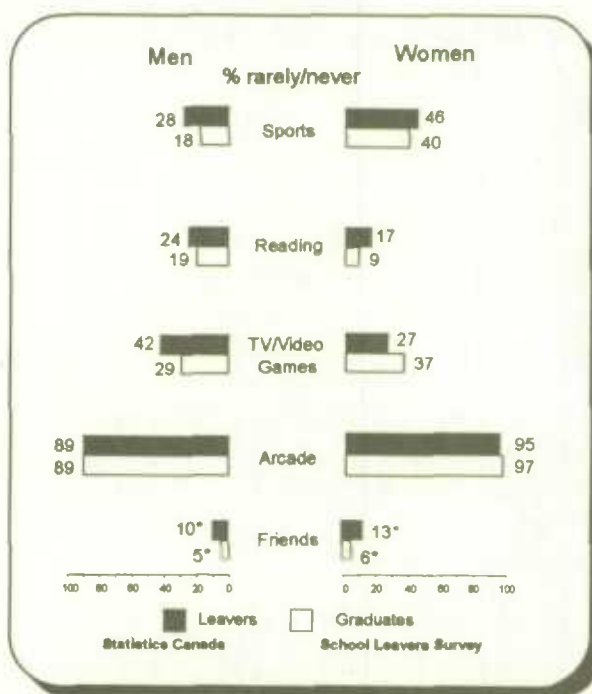 Men Women
% rarely/never
28 Sports 46
18 40
24 Reading 17
19 9
42 TV/Video 27
29 Games 37
89 Arcade 95
89 97
10* Friends 13*
5* 6*
100 80 60 40 20 0 0 20 40 60 80 100
Leavers Graduates
Statistics Canada School Leavers Survey